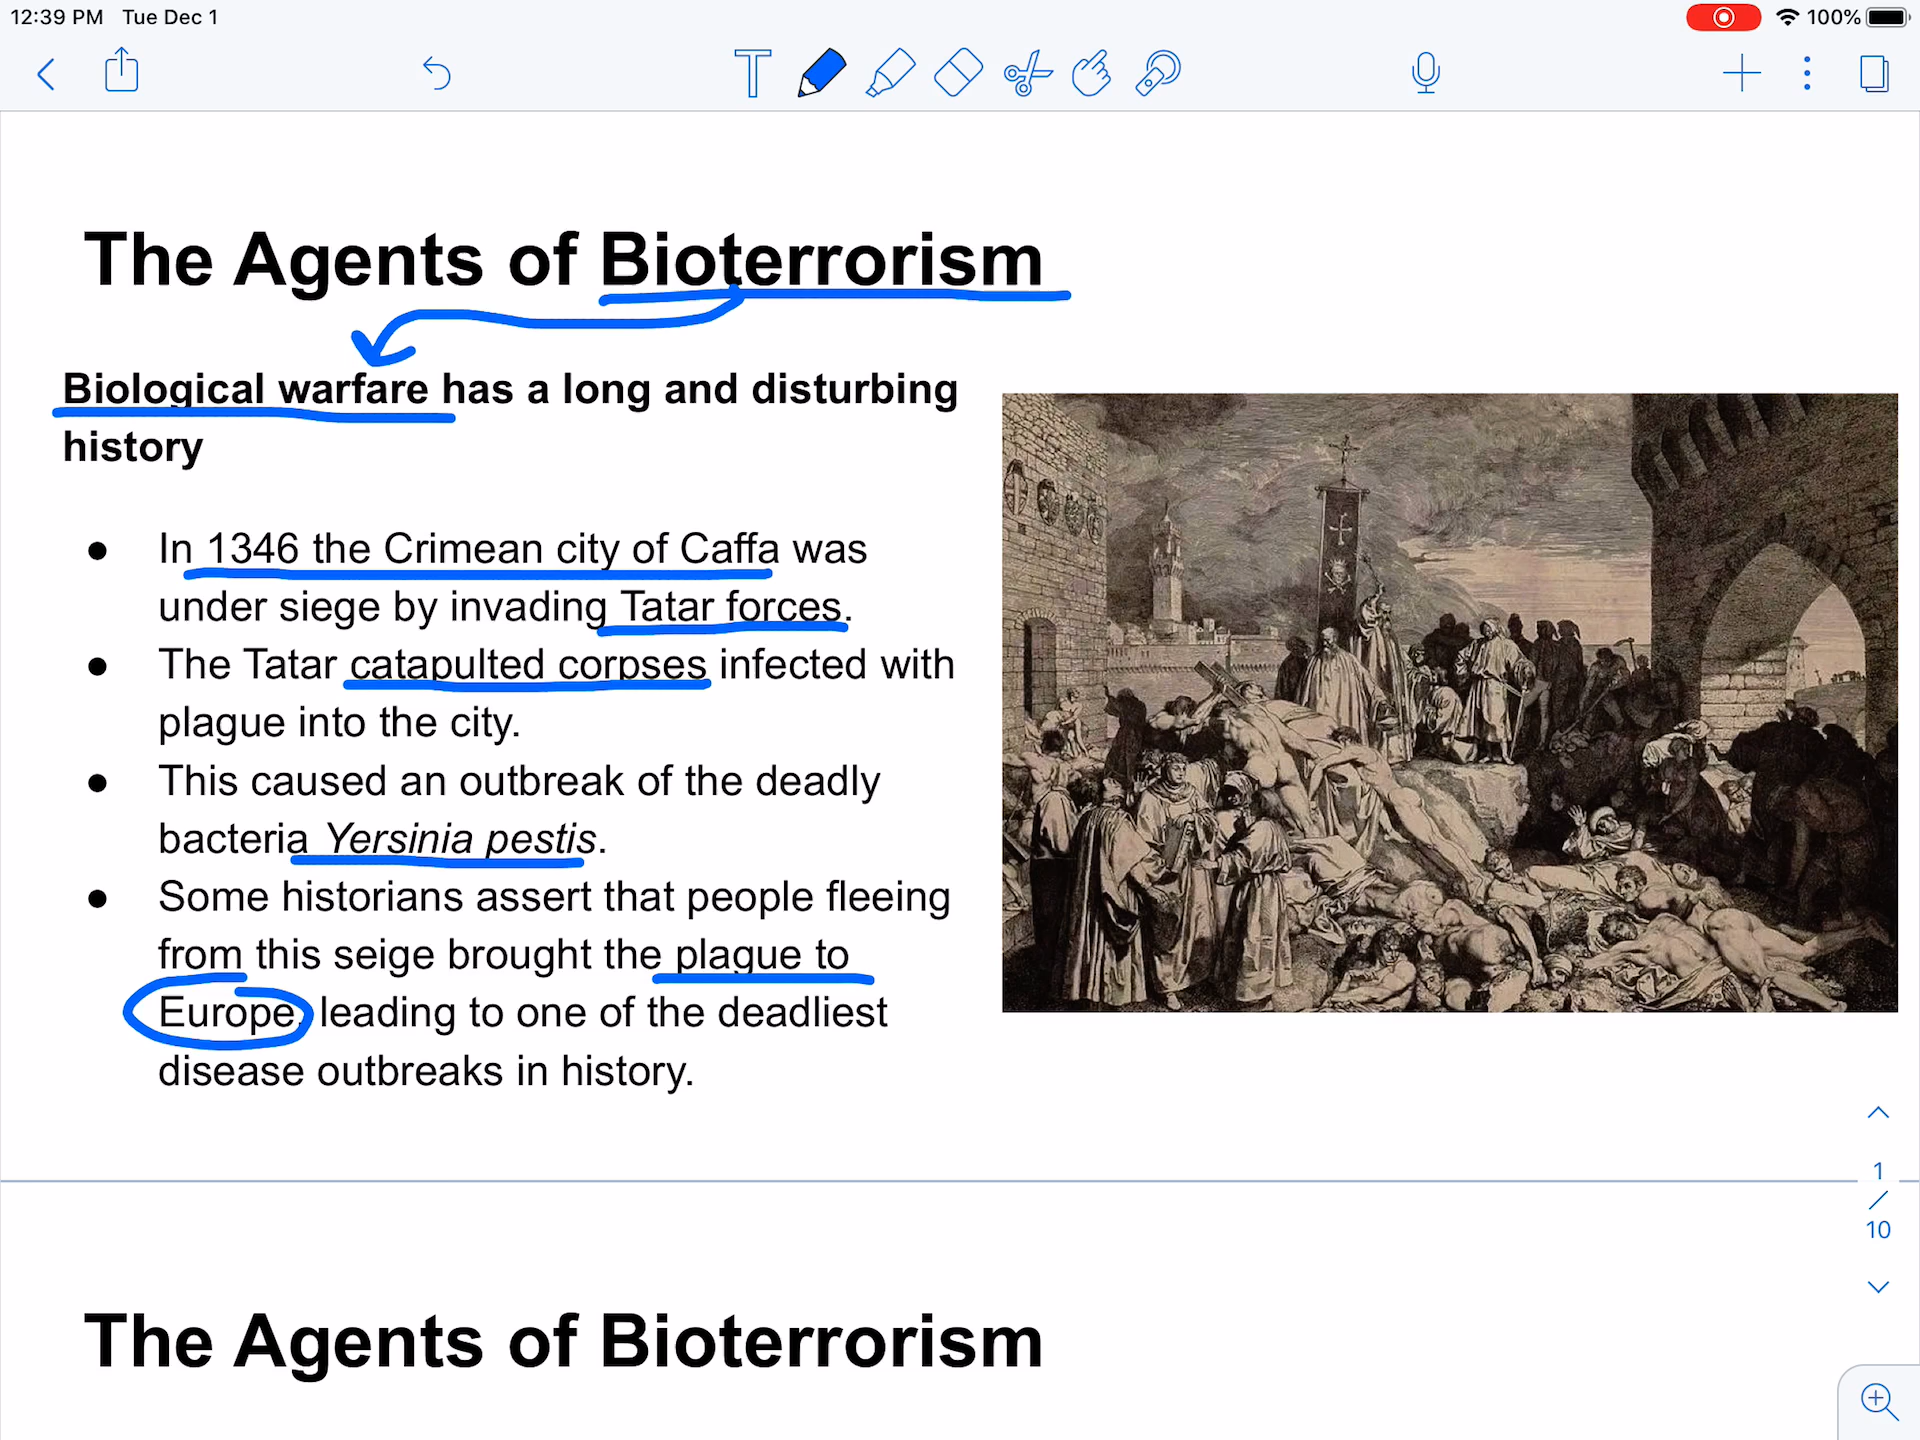 12:39 PM Tue Dec 1
100%
T
The Agents of Bioterrorism
Biological warfare has a long and disturbing
history
● In 1346 the Crimean city of Caffa was
under siege by invading Tatar forces.
● The Tatar catapulted corpses infected with
plague into the city.
● This caused an outbreak of the deadly
bacteria Yersinia pestis.
● Some historians assert that people fleeing
from this seige brought the plague to
Europe, leading to one of the deadliest
disease outbreaks in history.
1
/
10
The Agents of Bioterrorism